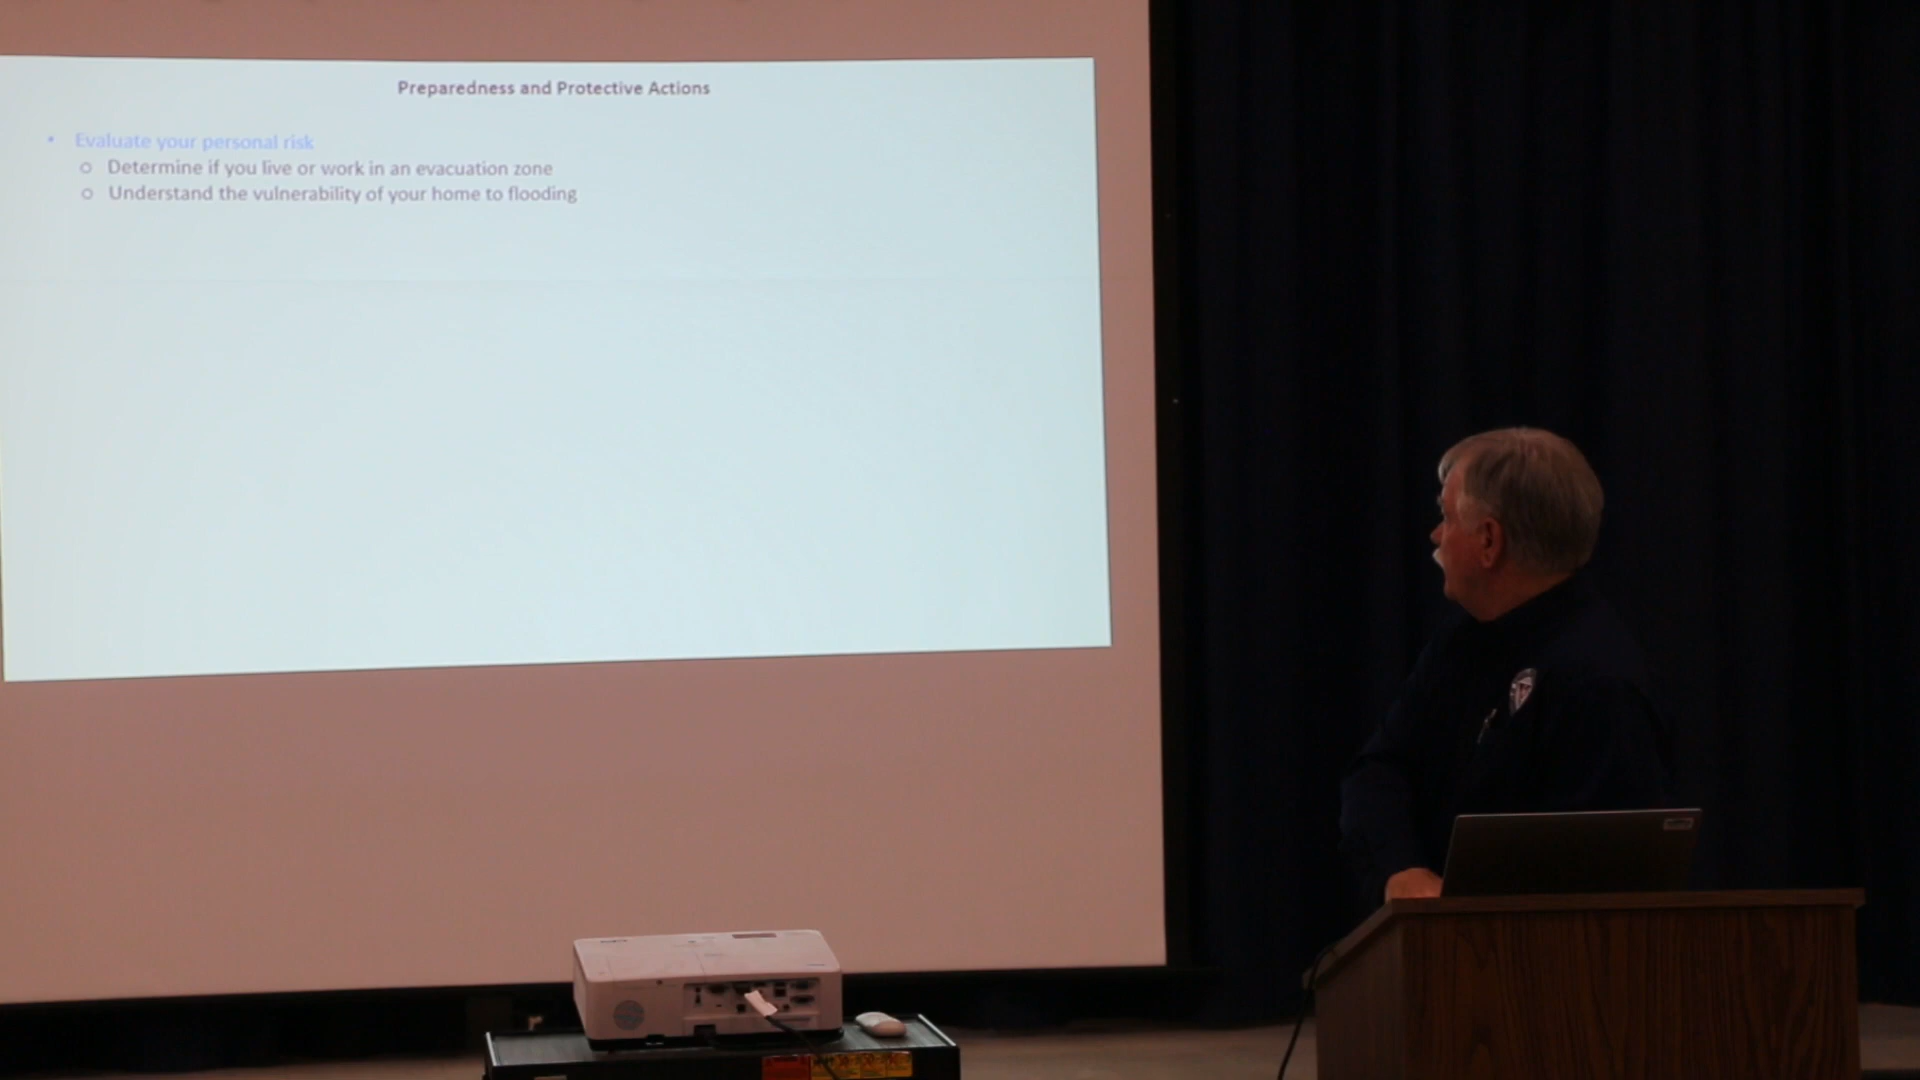 Preparedness and Protective Actions
• Evaluate your personal risk
o Determine if you live or work in an evacuation zone
o Understand the vulnerability of your home to flooding